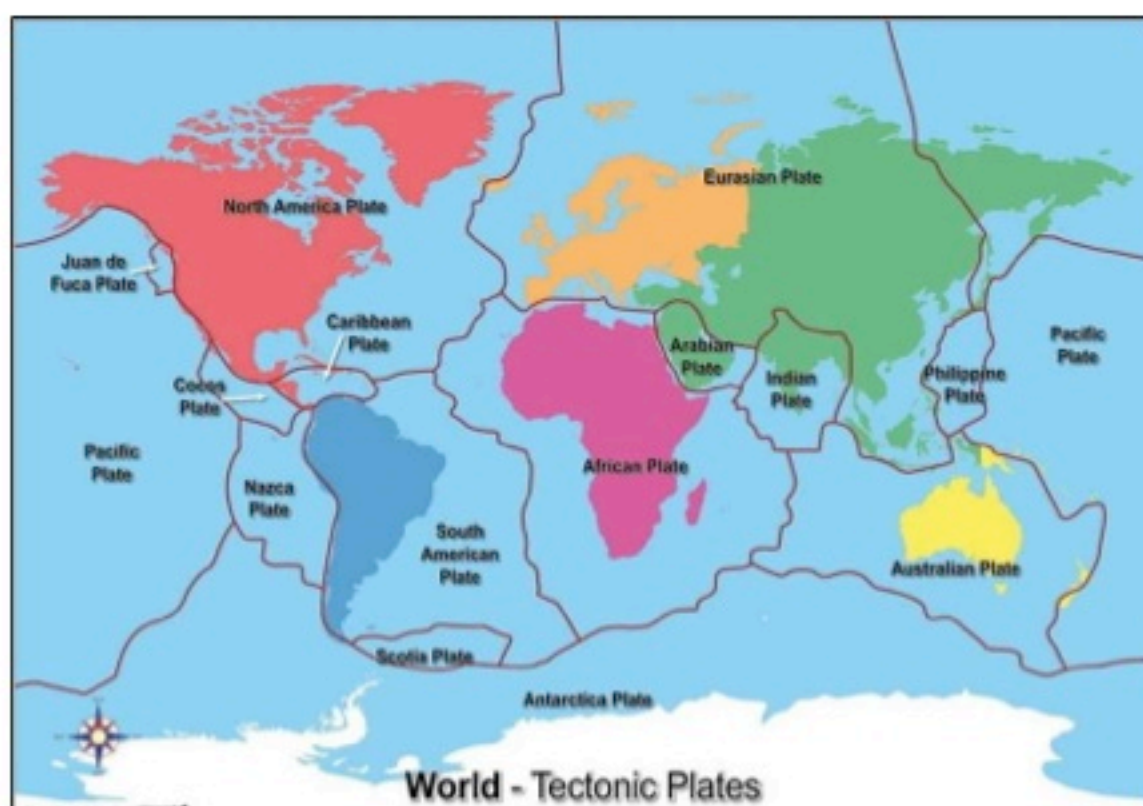 Eurasian Plate
North America Plate
Juan de
Fuca Plate
Caribbean
Plate
Arabian
Plate
Pacific
Plate
Cocos
Plate
Indian
Plate
Philippine
Plate
Pacific
Plate
African Plate
Nazca
Plate
South
American
Plate
Australian Plate
Scotia Plate
Antarctica Plate
World - Tectonic Plates